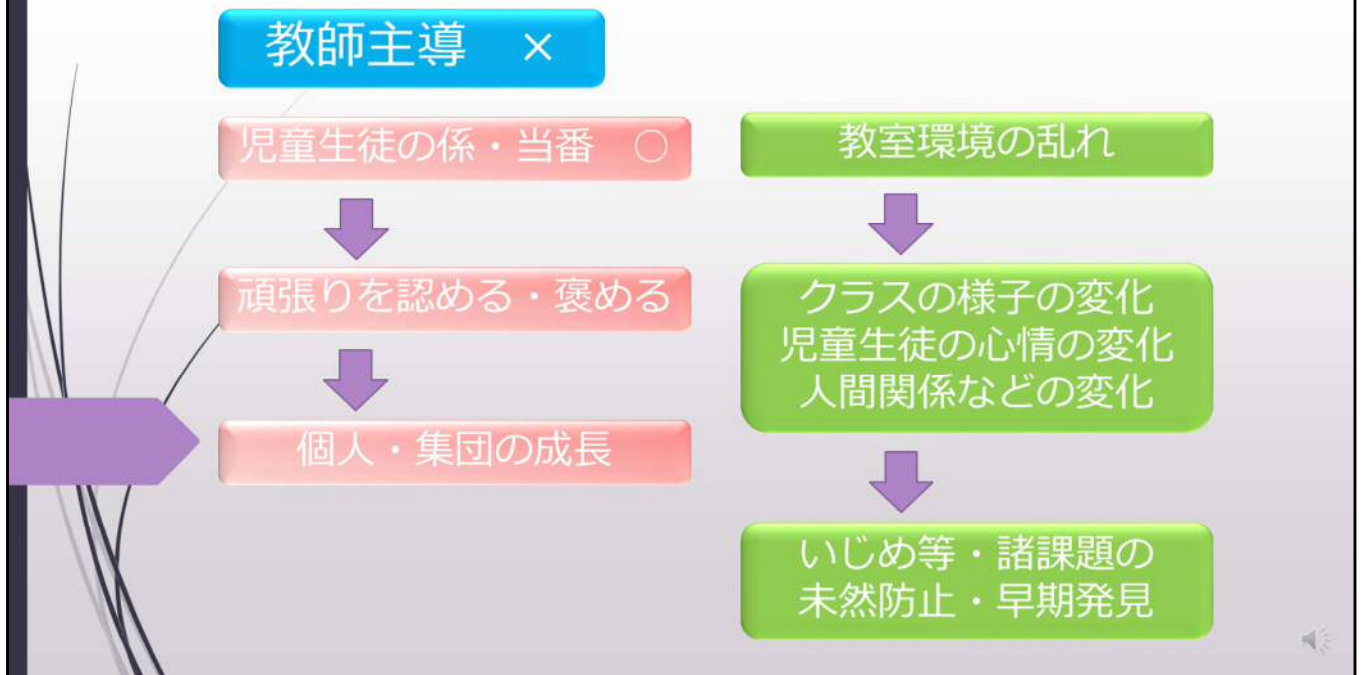 教師主導　×
児童生徒の係・当番　○
頑張りを認める・褒める
個人・集団の成長
教室環境の乱れ
クラスの様子の変化
児童生徒の心情の変化
人間関係などの変化
いじめ等・諸課題の
未然防止・早期発見